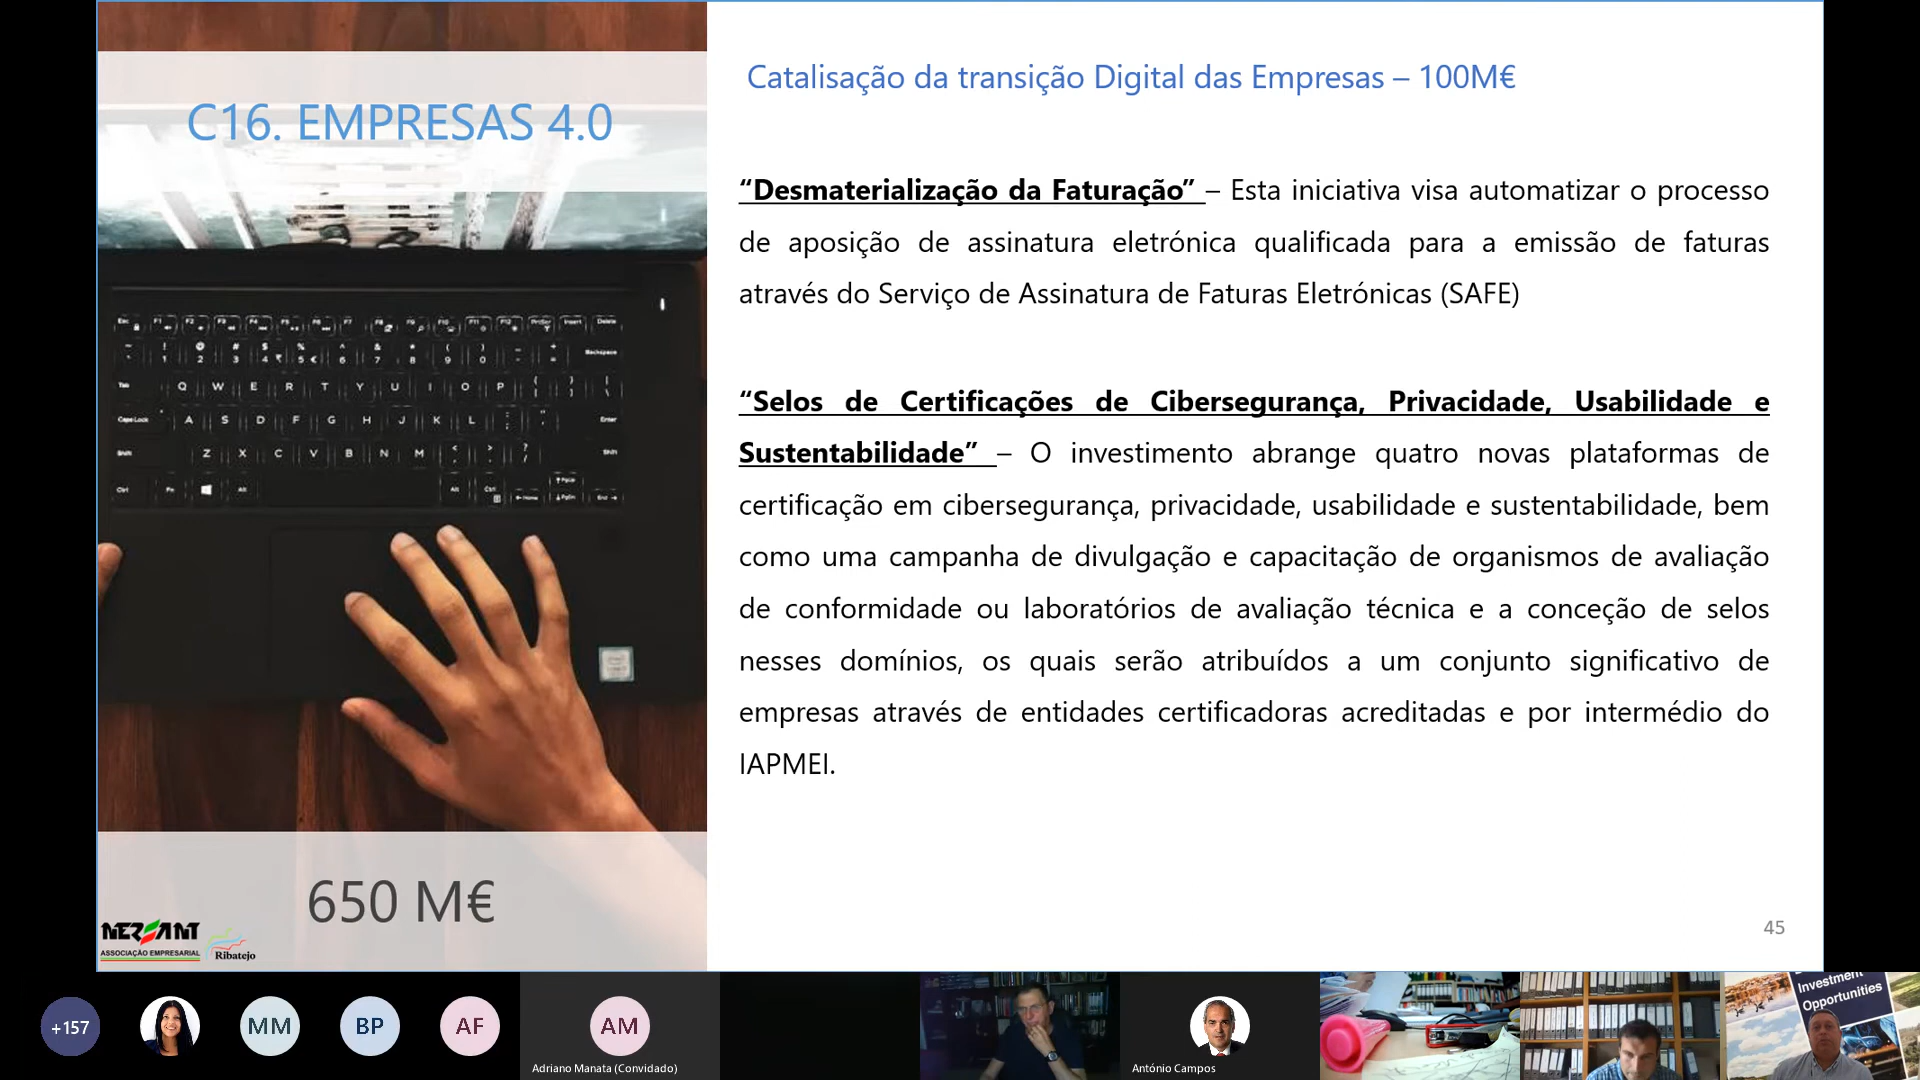 C16. EMPRESAS 4.0
650 M€
NERSANT
ASSOCIAÇÃO EMPRESARIAL
Ribatejo
Catalisação da transição Digital das Empresas – 100M€
“Desmaterialização da Faturação” – Esta iniciativa visa automatizar o processo
de aposição de assinatura eletrónica qualificada para a emissão de faturas
através do Serviço de Assinatura de Faturas Eletrónicas (SAFE)
“Selos de Certificações de Cibersegurança, Privacidade, Usabilidade e
Sustentabilidade” – O investimento abrange quatro novas plataformas de
certificação em cibersegurança, privacidade, usabilidade e sustentabilidade, bem
como uma campanha de divulgação e capacitação de organismos de avaliação
de conformidade ou laboratórios de avaliação técnica e a conceção de selos
nesses domínios, os quais serão atribuídos a um conjunto significativo de
empresas através de entidades certificadoras acreditadas e por intermédio do
IAPMEI.
45
+157
MM
BP
AF
AM
Adriano Manata (Convidado)
António Campos
Investment
Opportunities